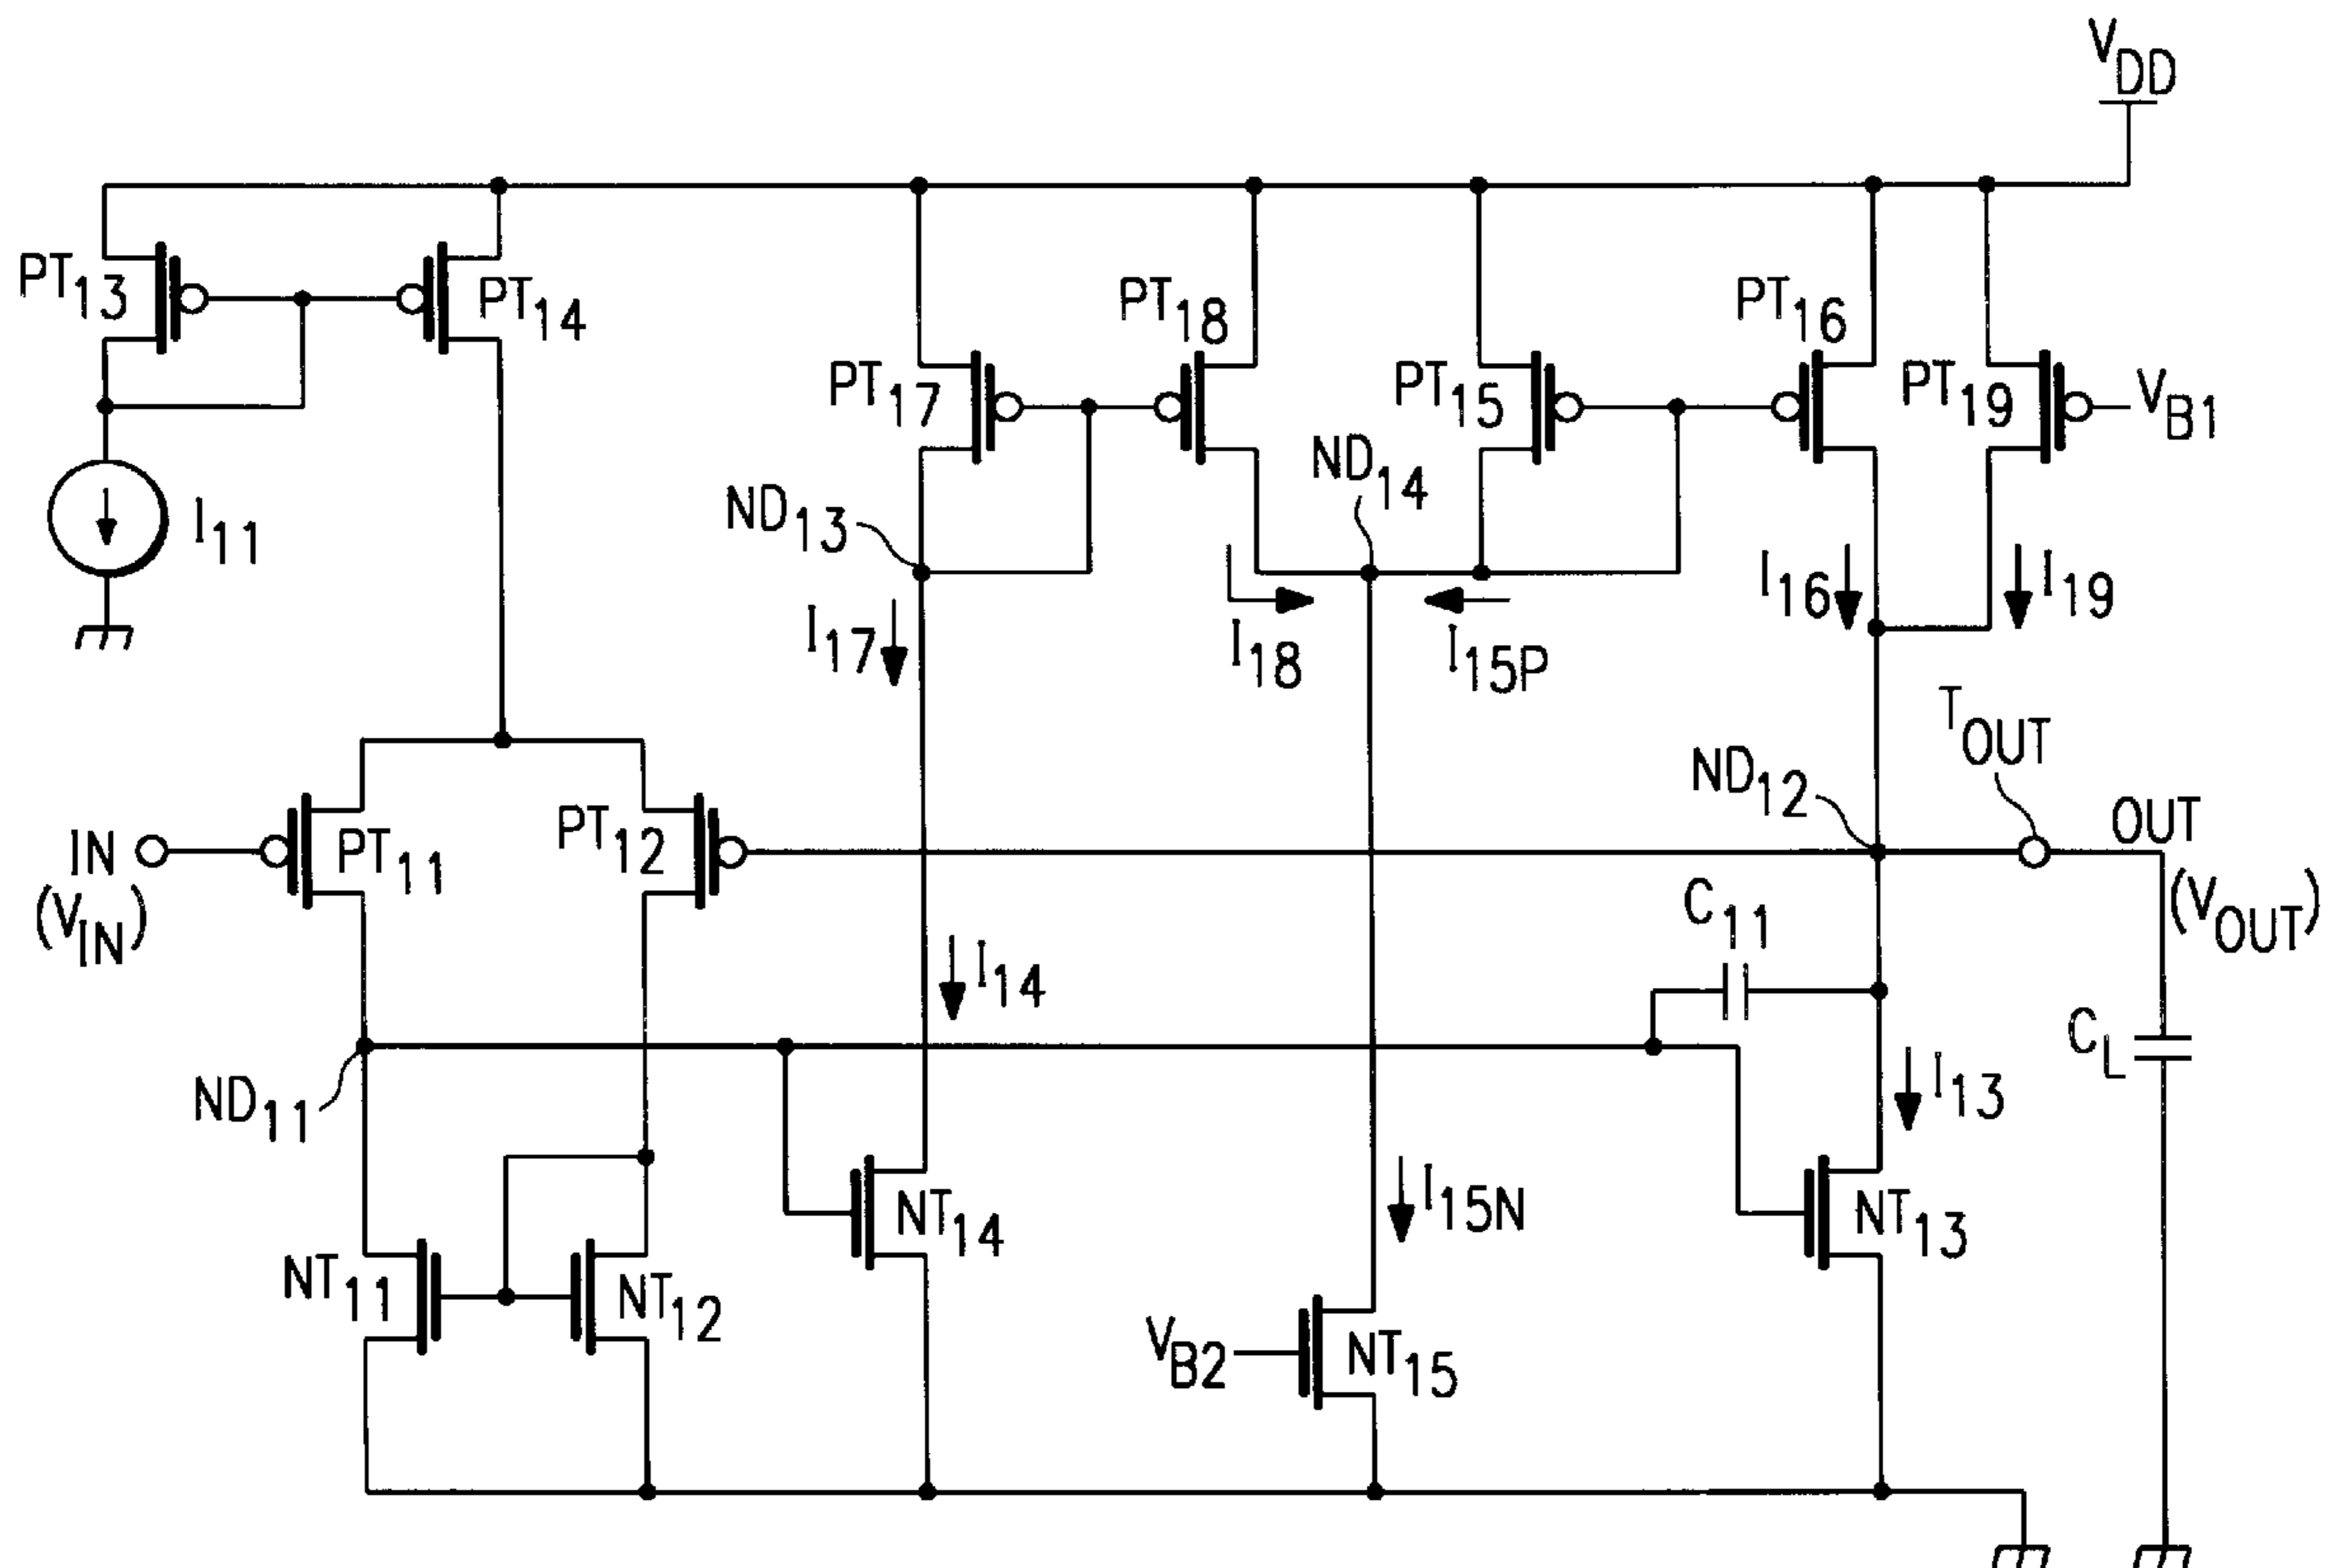 VDD
PT13
PT14
PT17
PT18
PT15
PT16
PT19
VB1
I11
ND13
ND14
I17
I18
I15P
I16
I19
TOUT
ND12
IN
(VIN)
PT11
PT12
OUT
(VOUT)
C11
I14
CL
ND11
I13
NT14
I15N
NT13
NT11
NT12
VB2
NT15